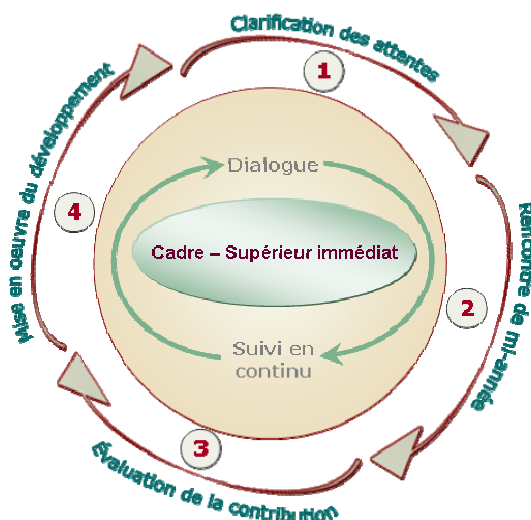 Clarification des attentes
1
Rencontre de mi-année
2
Évaluation de la contribution
3
Mise en oeuvre du développement
4
Dialogue
Cadre – Supérieur immédiat
Suivi en
continu